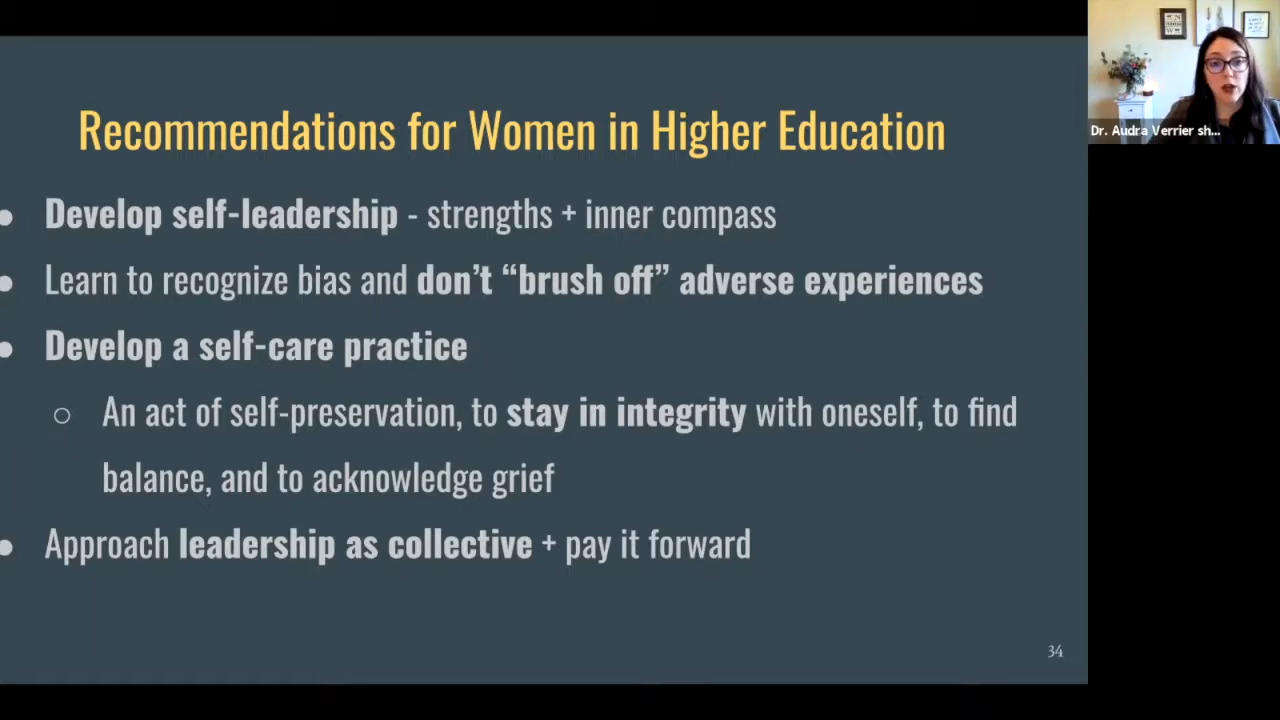 Recommendations for Women in Higher Education
● Develop self-leadership - strengths + inner compass
● Learn to recognize bias and don’t “brush off” adverse experiences
● Develop a self-care practice
○ An act of self-preservation, to stay in integrity with oneself, to find
balance, and to acknowledge grief
● Approach leadership as collective + pay it forward
34
Dr. Audra Verrier sh...